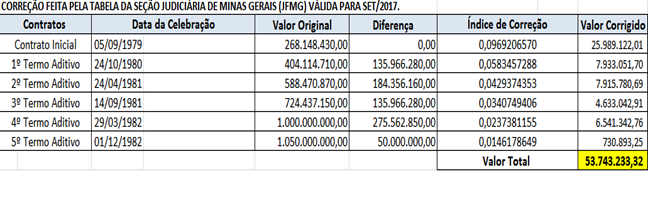 CORREÇÃO FEITA PELA TABELA DA SEÇÃO JUDICIÁRIA DE MINAS GERAIS (JFMG) VÁLIDA PARA SET/2017.
Contratos Data da Celebração Valor Original Diferença Índice de Correção Valor Corrigido
Contrato Inicial 05/09/1979 268.148.430,00 0,00 0,0969206570 25.989.122,01
1º Termo Aditivo 24/10/1980 404.114.710,00 135.966.280,00 0,0583457288 7.933.051,70
2º Termo Aditivo 24/04/1981 588.470.870,00 184.356.160,00 0,0429374353 7.915.780,69
3º Termo Aditivo 14/09/1981 724.437.150,00 135.966.280,00 0,0340749406 4.633.042,91
4º Termo Aditivo 29/03/1982 1.000.000.000,00 275.562.850,00 0,0237381155 6.541.342,76
5º Termo Aditivo 01/12/1982 1.050.000.000,00 50.000.000,00 0,0146178649 730.893,25
Valor Total 53.743.233,32